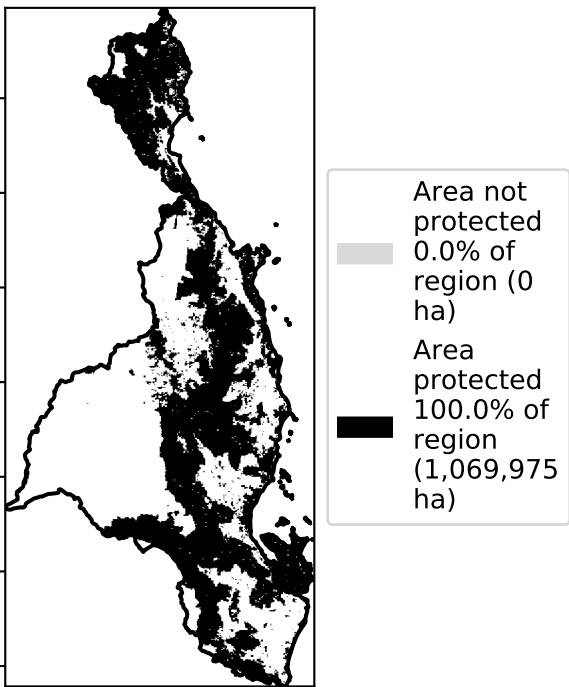 Area not
protected
0.0% of
region (0
ha)
Area
protected
100.0% of
region
(1,069,975
ha)